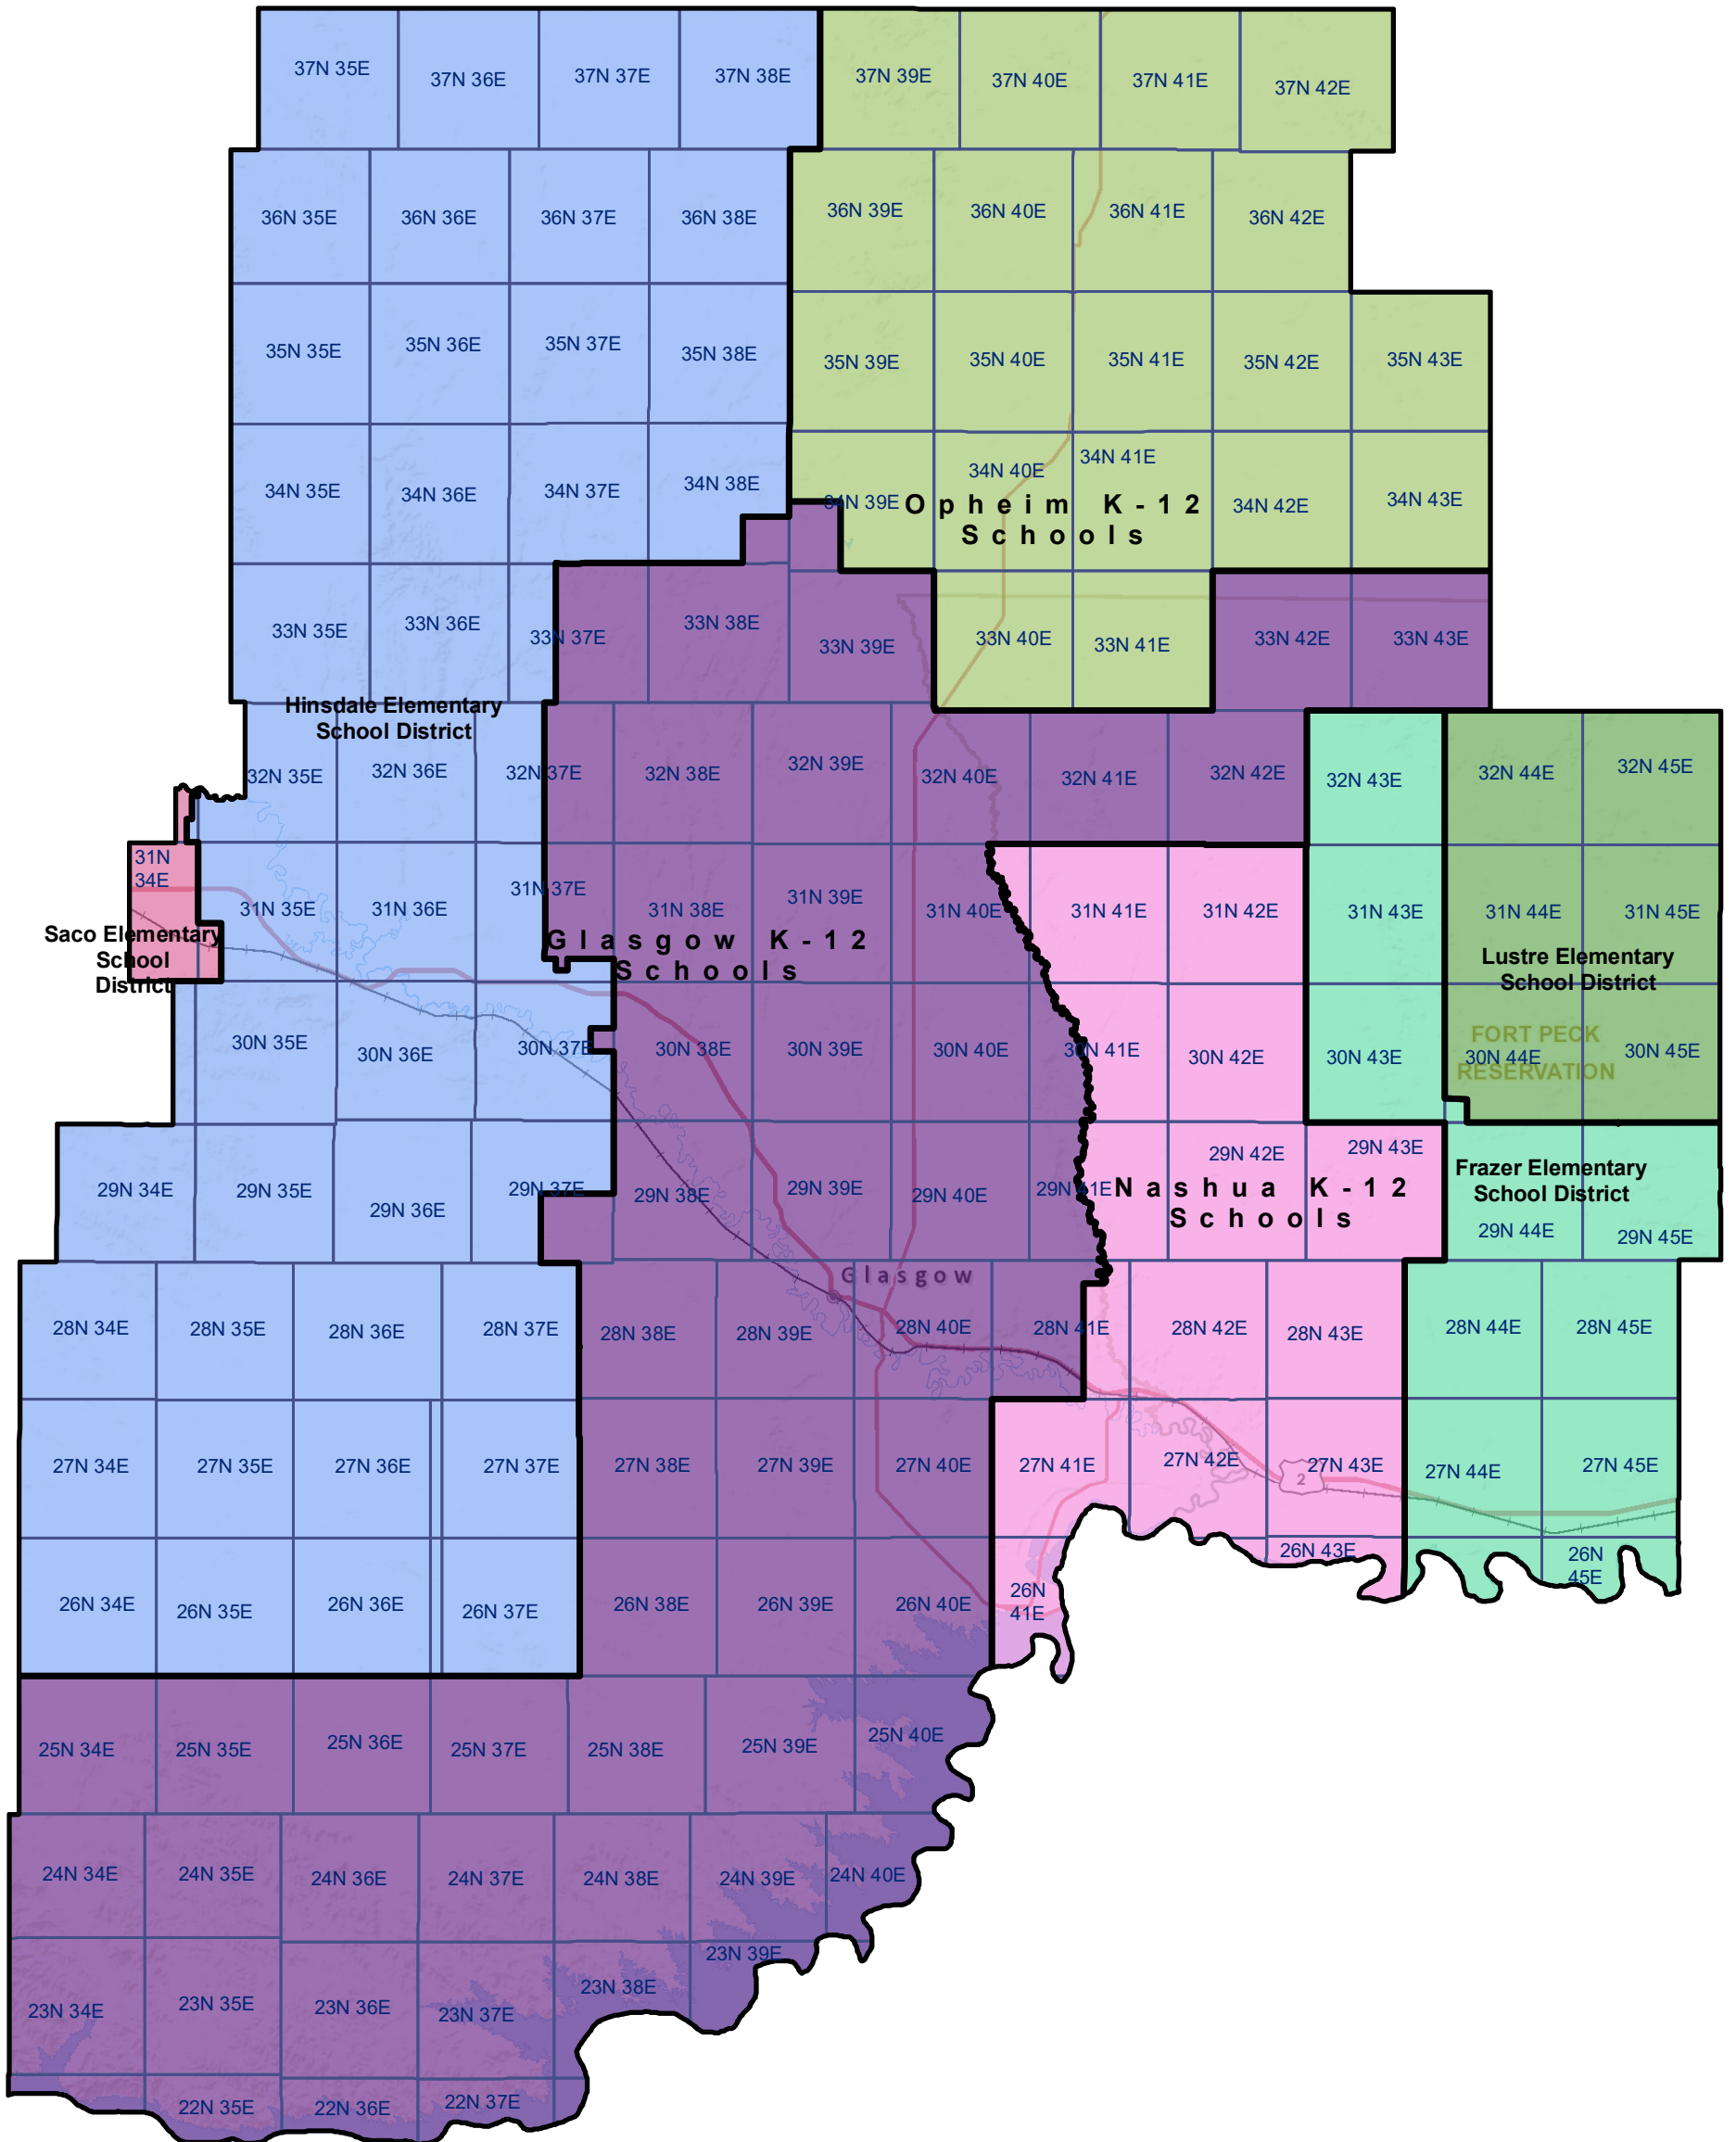 37N 35E
37N 36E
37N 37E
37N 38E
37N 39E
37N 40E
37N 41E
37N 42E
36N 35E
36N 36E
36N 37E
36N 38E
36N 39E
36N 40E
36N 41E
36N 42E
35N 35E
35N 36E
35N 37E
35N 38E
35N 39E
35N 40E
35N 41E
35N 42E
35N 43E
34N 35E
34N 36E
34N 37E
34N 38E
34N 39E
34N 40E
34N 41E
34N 42E
34N 43E
Opheim K-12
Schools
33N 35E
33N 36E
33N 37E
33N 38E
33N 39E
33N 40E
33N 41E
33N 42E
33N 43E
Hinsdale Elementary
School District
32N 35E
32N 36E
32N 37E
32N 38E
32N 39E
32N 40E
32N 41E
32N 42E
32N 43E
32N 44E
32N 45E
31N
34E
31N 35E
31N 36E
31N 37E
31N 38E
31N 39E
31N 40E
31N 41E
31N 42E
31N 43E
31N 44E
31N 45E
Saco Elementary
School
District
Glasgow K-12
Schools
Lustre Elementary
School District
FORT PECK
RESERVATION
30N 35E
30N 36E
30N 37E
30N 38E
30N 39E
30N 40E
30N 41E
30N 42E
30N 43E
30N 44E
30N 45E
29N 34E
29N 35E
29N 36E
29N 37E
29N 38E
29N 39E
29N 40E
29N 41E
29N 42E
29N 43E
Nashua K-12
Schools
Frazer Elementary
School District
29N 44E
29N 45E
Glasgow
28N 34E
28N 35E
28N 36E
28N 37E
28N 38E
28N 39E
28N 40E
28N 41E
28N 42E
28N 43E
28N 44E
28N 45E
27N 34E
27N 35E
27N 36E
27N 37E
27N 38E
27N 39E
27N 40E
27N 41E
27N 42E
2
27N 43E
27N 44E
27N 45E
26N 34E
26N 35E
26N 36E
26N 37E
26N 38E
26N 39E
26N 40E
26N
41E
26N 43E
26N
45E
25N 34E
25N 35E
25N 36E
25N 37E
25N 38E
25N 39E
25N 40E
24N 34E
24N 35E
24N 36E
24N 37E
24N 38E
24N 39E
24N 40E
23N 34E
23N 35E
23N 36E
23N 37E
23N 38E
23N 39E
22N 35E
22N 36E
22N 37E